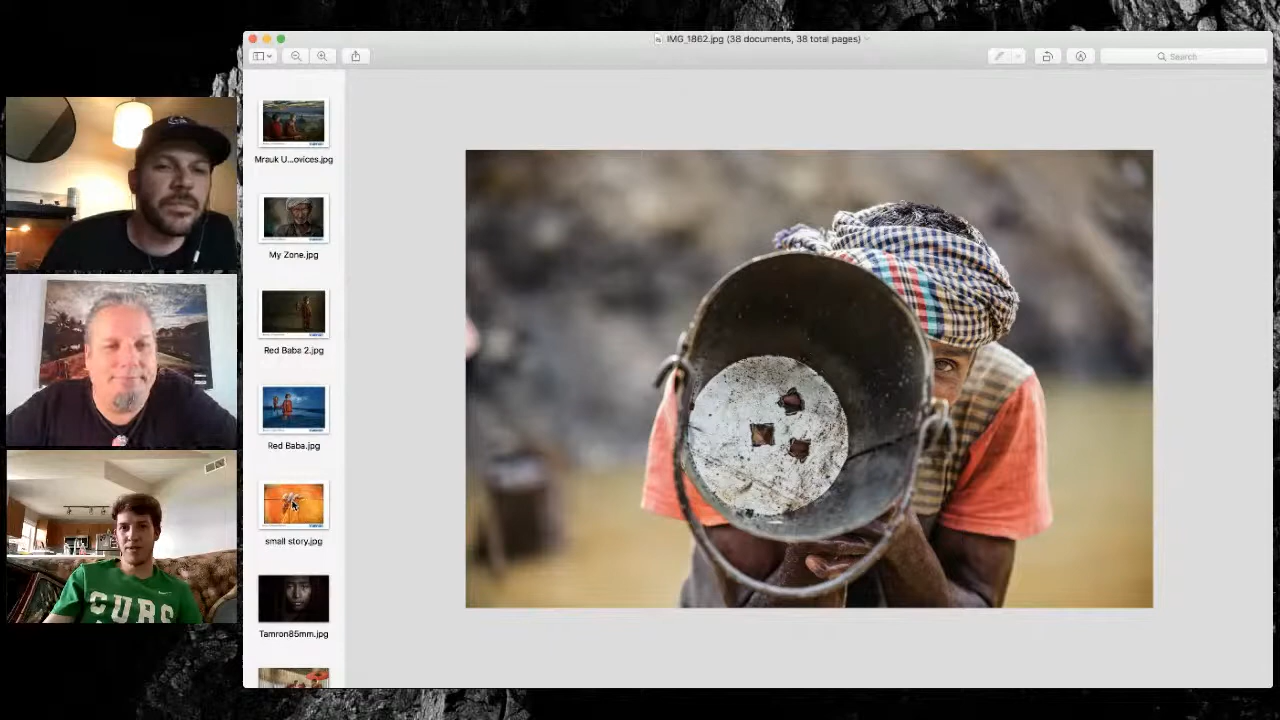 IMG_1862.jpg (38 documents, 38 total pages)
Search
Mrauk U...ovices.jpg
My Zone.jpg
Red Baba 2.jpg
Red Baba.jpg
small story.jpg
Tamron85mm.jpg
CUBS